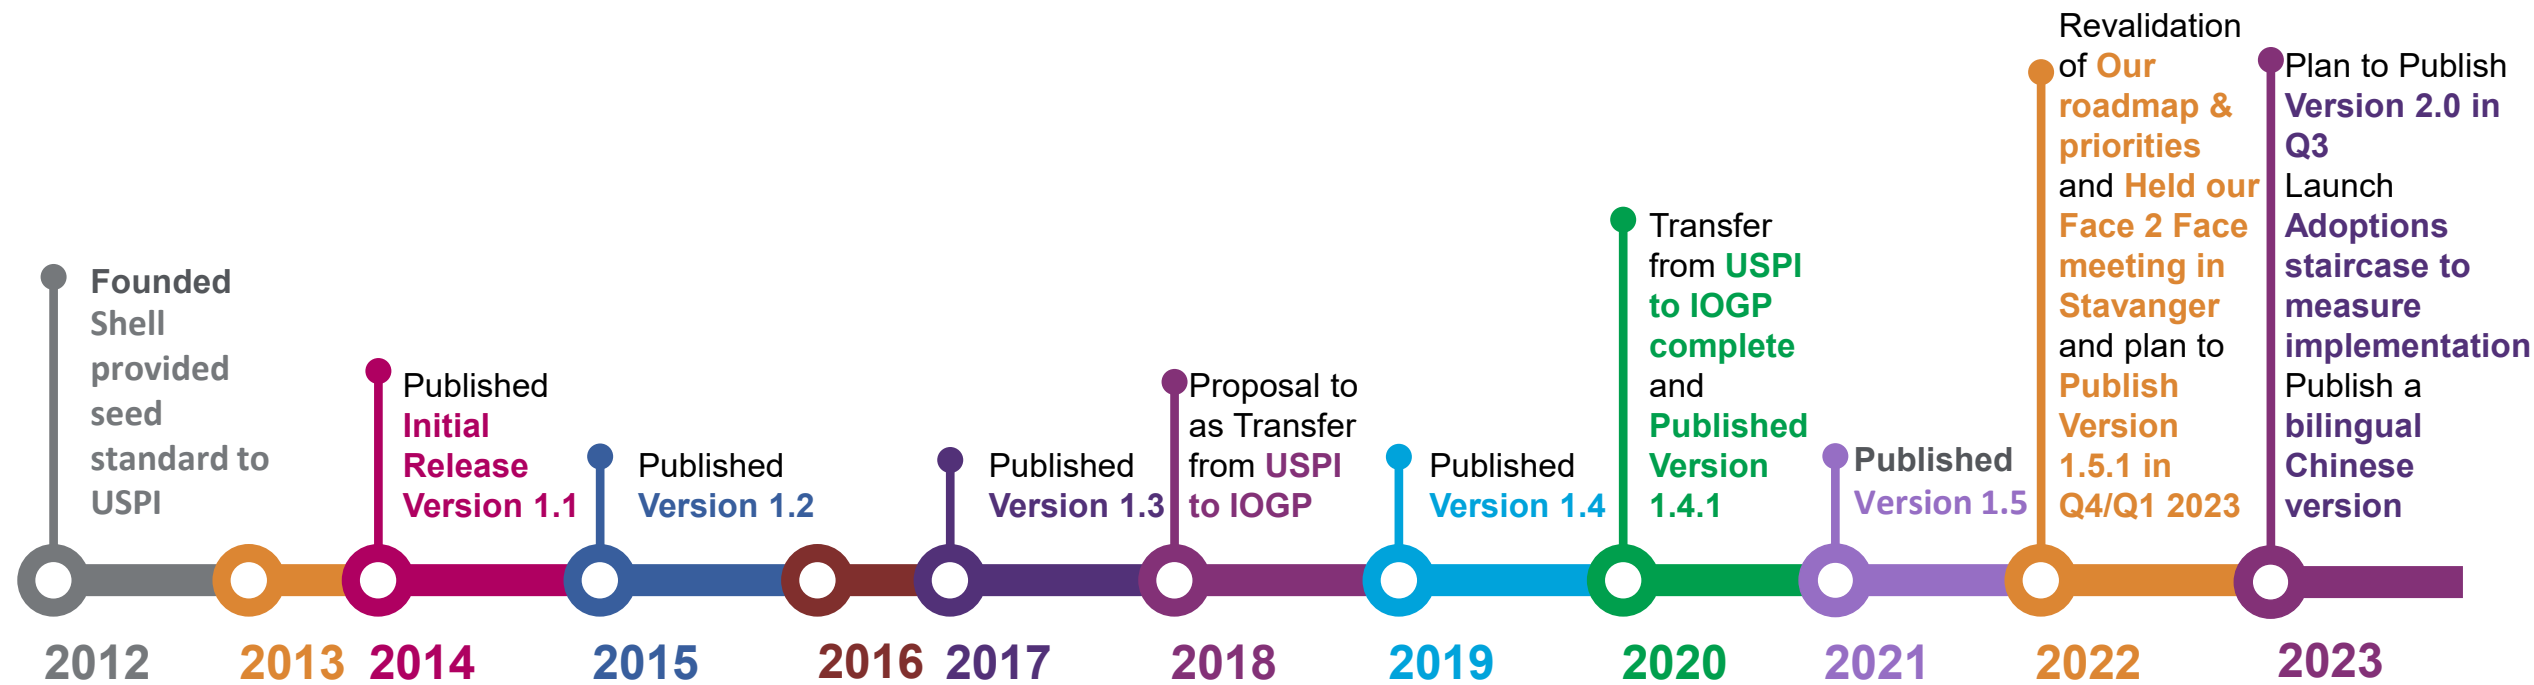 Founded
Shell
provided
seed
standard to
USPI
Published
Initial
Release
Version 1.1
Published
Version 1.2
Published
Version 1.3
Proposal to
as Transfer
from USPI
to IOGP
Published
Version 1.4
Transfer
from USPI
to IOGP
complete
and
Published
Version
1.4.1
Published
Version 1.5
Revalidation
of Our
roadmap &
priorities
and Held our
Face 2 Face
meeting in
Stavanger
and plan to
Publish
Version
1.5.1 in
Q4/Q1 2023
Plan to Publish
Version 2.0 in
Q3
Launch
Adoptions
staircase to
measure
implementation
Publish a
bilingual
Chinese
version
2012
2013
2014
2015
2016
2017
2018
2019
2020
2021
2022
2023